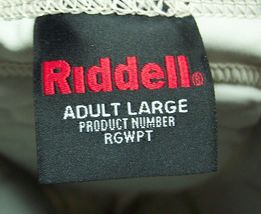 Riddell®
ADULT LARGE
PRODUCT NUMBER
RGWPT